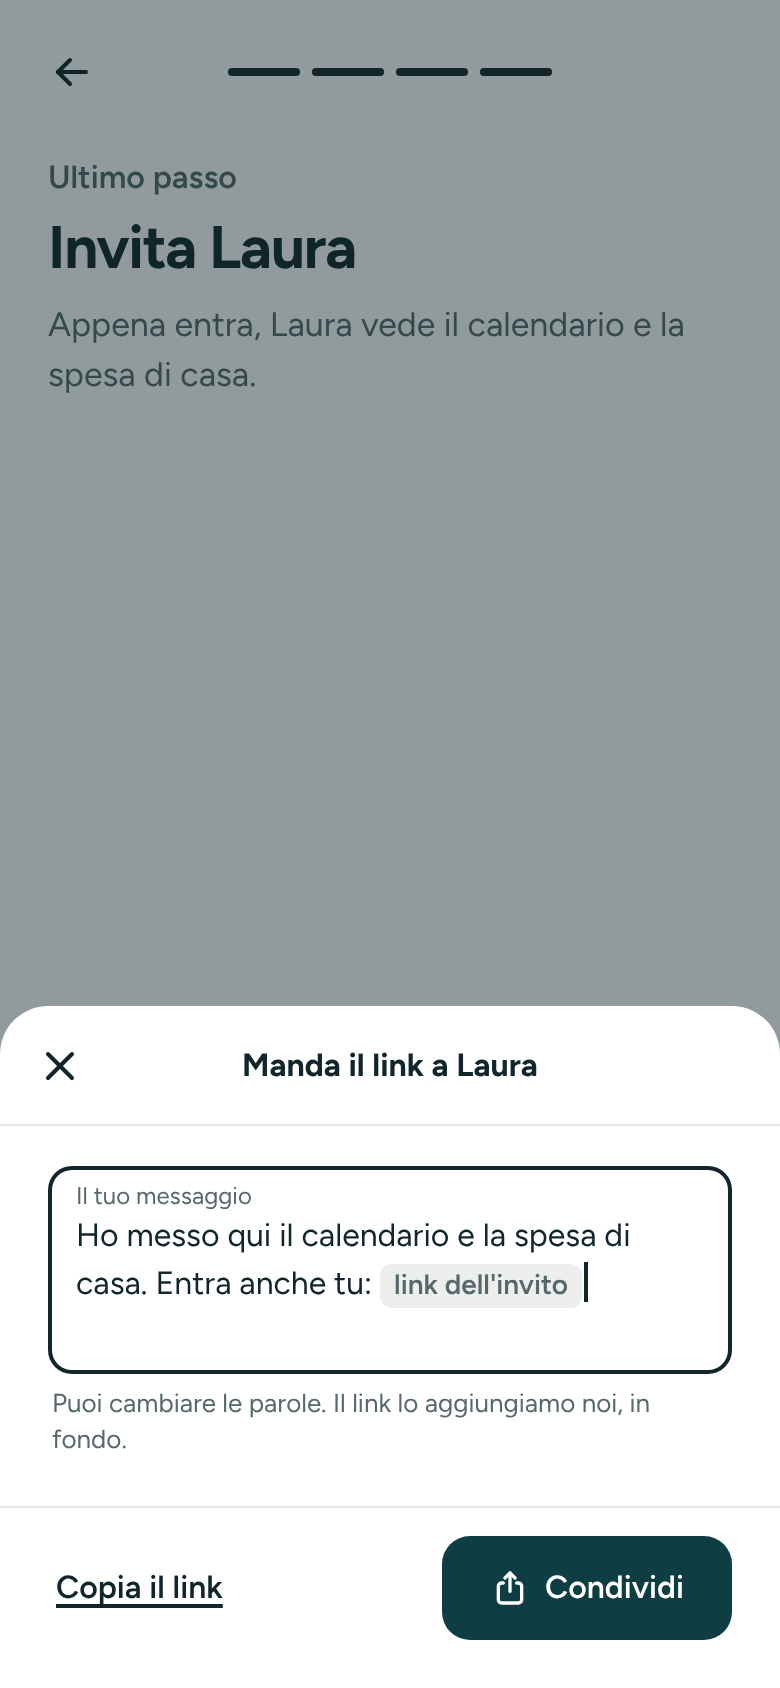 Ultimo passo
Invita Laura
Appena entra, Laura vede il calendario e la
spesa di casa.
Manda il link a Laura
Il tuo messaggio
Ho messo qui il calendario e la spesa di
casa. Entra anche tu: link dell'invito
Puoi cambiare le parole. Il link lo aggiungiamo noi, in
fondo.
Copia il link
Condividi